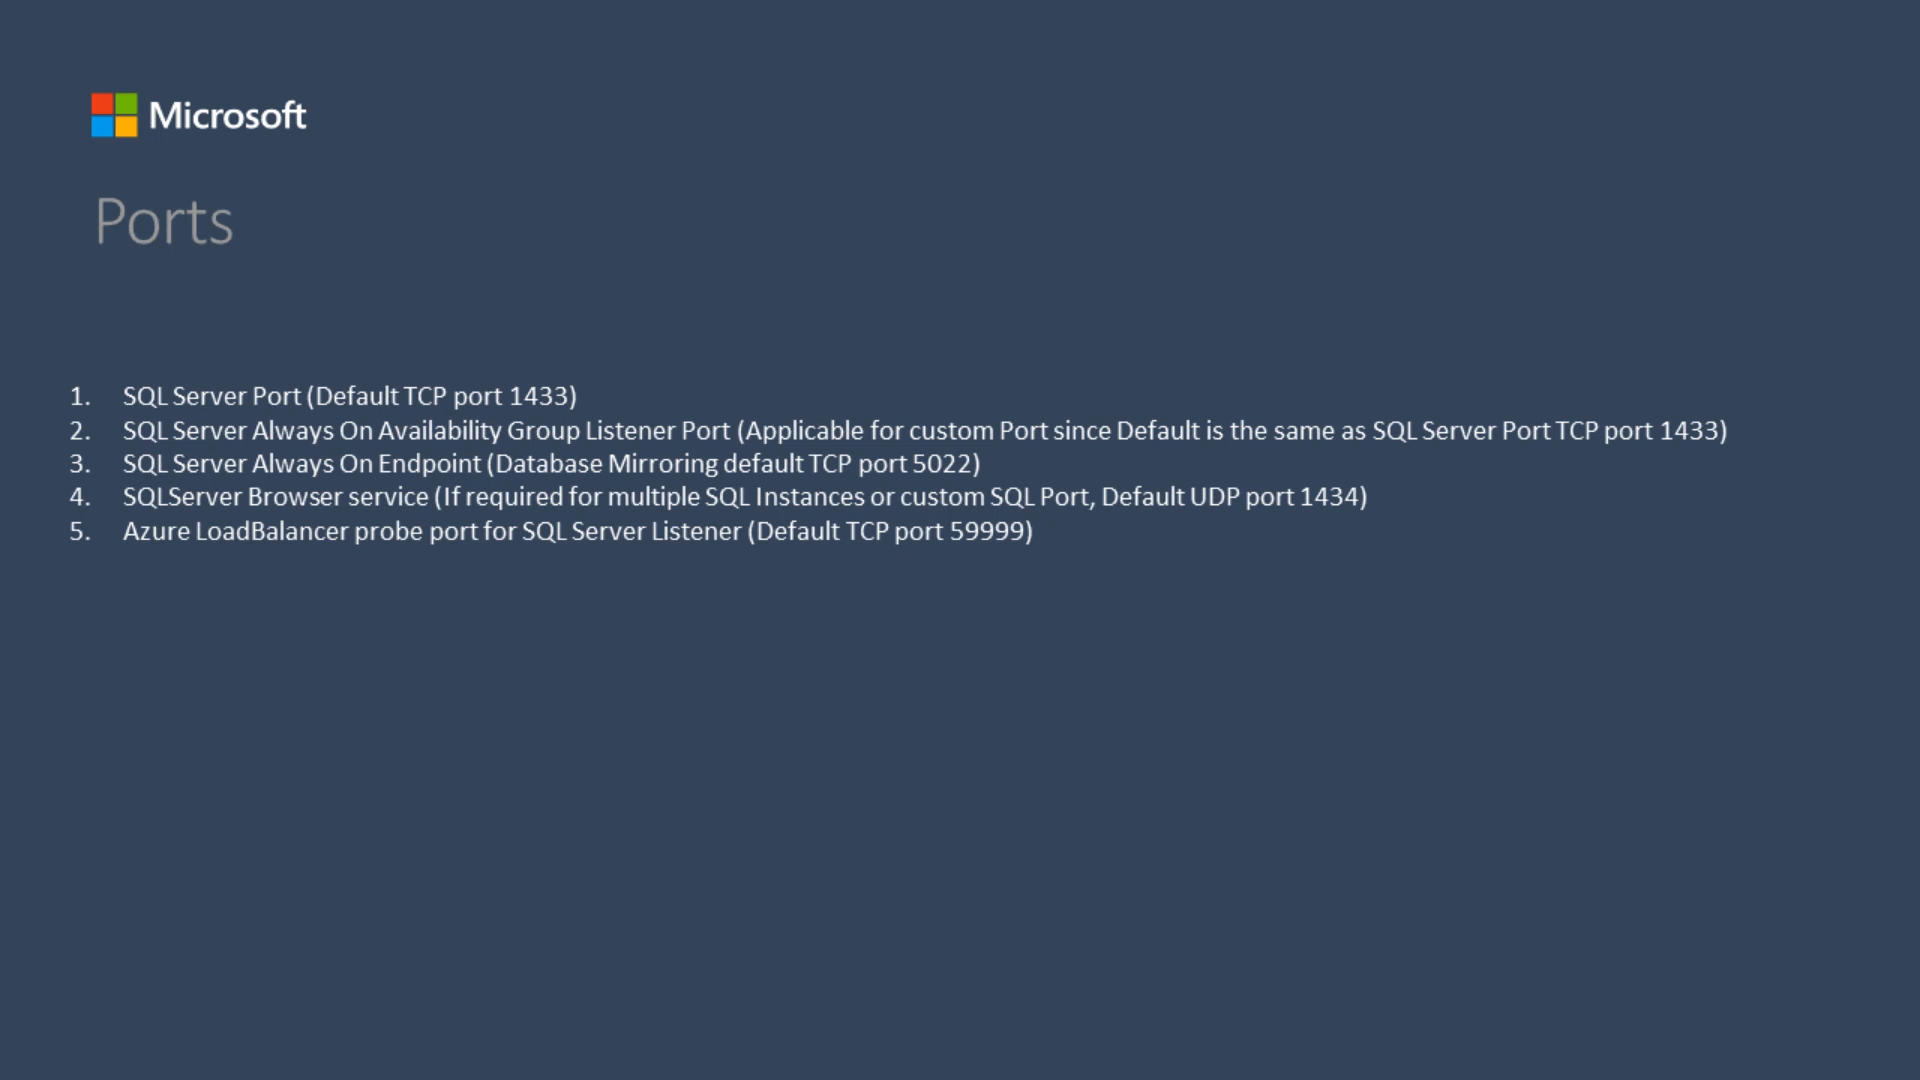 Microsoft
Ports
1. SQL Server Port (Default TCP port 1433)
2. SQL Server Always On Availability Group Listener Port (Applicable for custom Port since Default is the same as SQL Server Port TCP port 1433)
3. SQL Server Always On Endpoint (Database Mirroring default TCP port 5022)
4. SQLServer Browser service (If required for multiple SQL Instances or custom SQL Port, Default UDP port 1434)
5. Azure LoadBalancer probe port for SQL Server Listener (Default TCP port 59999)